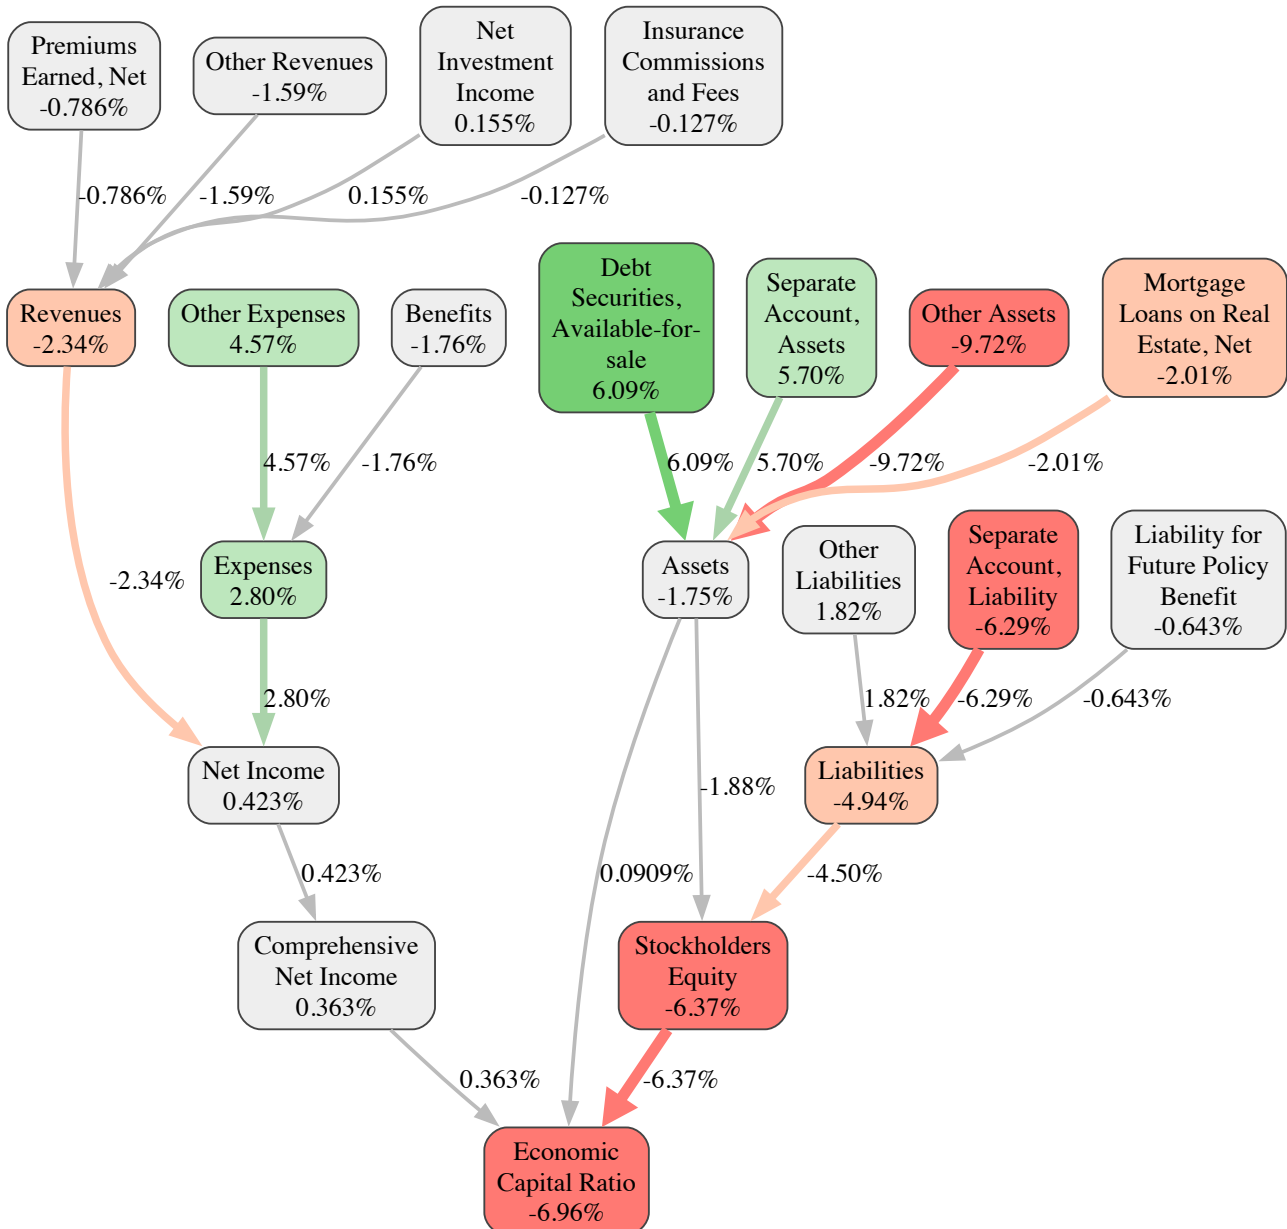 Premiums
Earned, Net
-0.786%
Other Revenues
-1.59%
Net
Investment
Income
0.155%
Insurance
Commissions
and Fees
-0.127%
-0.786%
-1.59%
0.155%
-0.127%
Revenues
-2.34%
Other Expenses
4.57%
Benefits
-1.76%
Debt
Securities,
Available-for-
sale
6.09%
Separate
Account,
Assets
5.70%
Other Assets
-9.72%
Mortgage
Loans on Real
Estate, Net
-2.01%
4.57%
-1.76%
6.09%
5.70%
-9.72%
-2.01%
-2.34%
Expenses
2.80%
Assets
-1.75%
Other
Liabilities
1.82%
Separate
Account,
Liability
-6.29%
Liability for
Future Policy
Benefit
-0.643%
2.80%
1.82%
-6.29%
-0.643%
Net Income
0.423%
-1.88%
Liabilities
-4.94%
0.423%
0.0909%
-4.50%
Comprehensive
Net Income
0.363%
Stockholders
Equity
-6.37%
0.363%
-6.37%
Economic
Capital Ratio
-6.96%